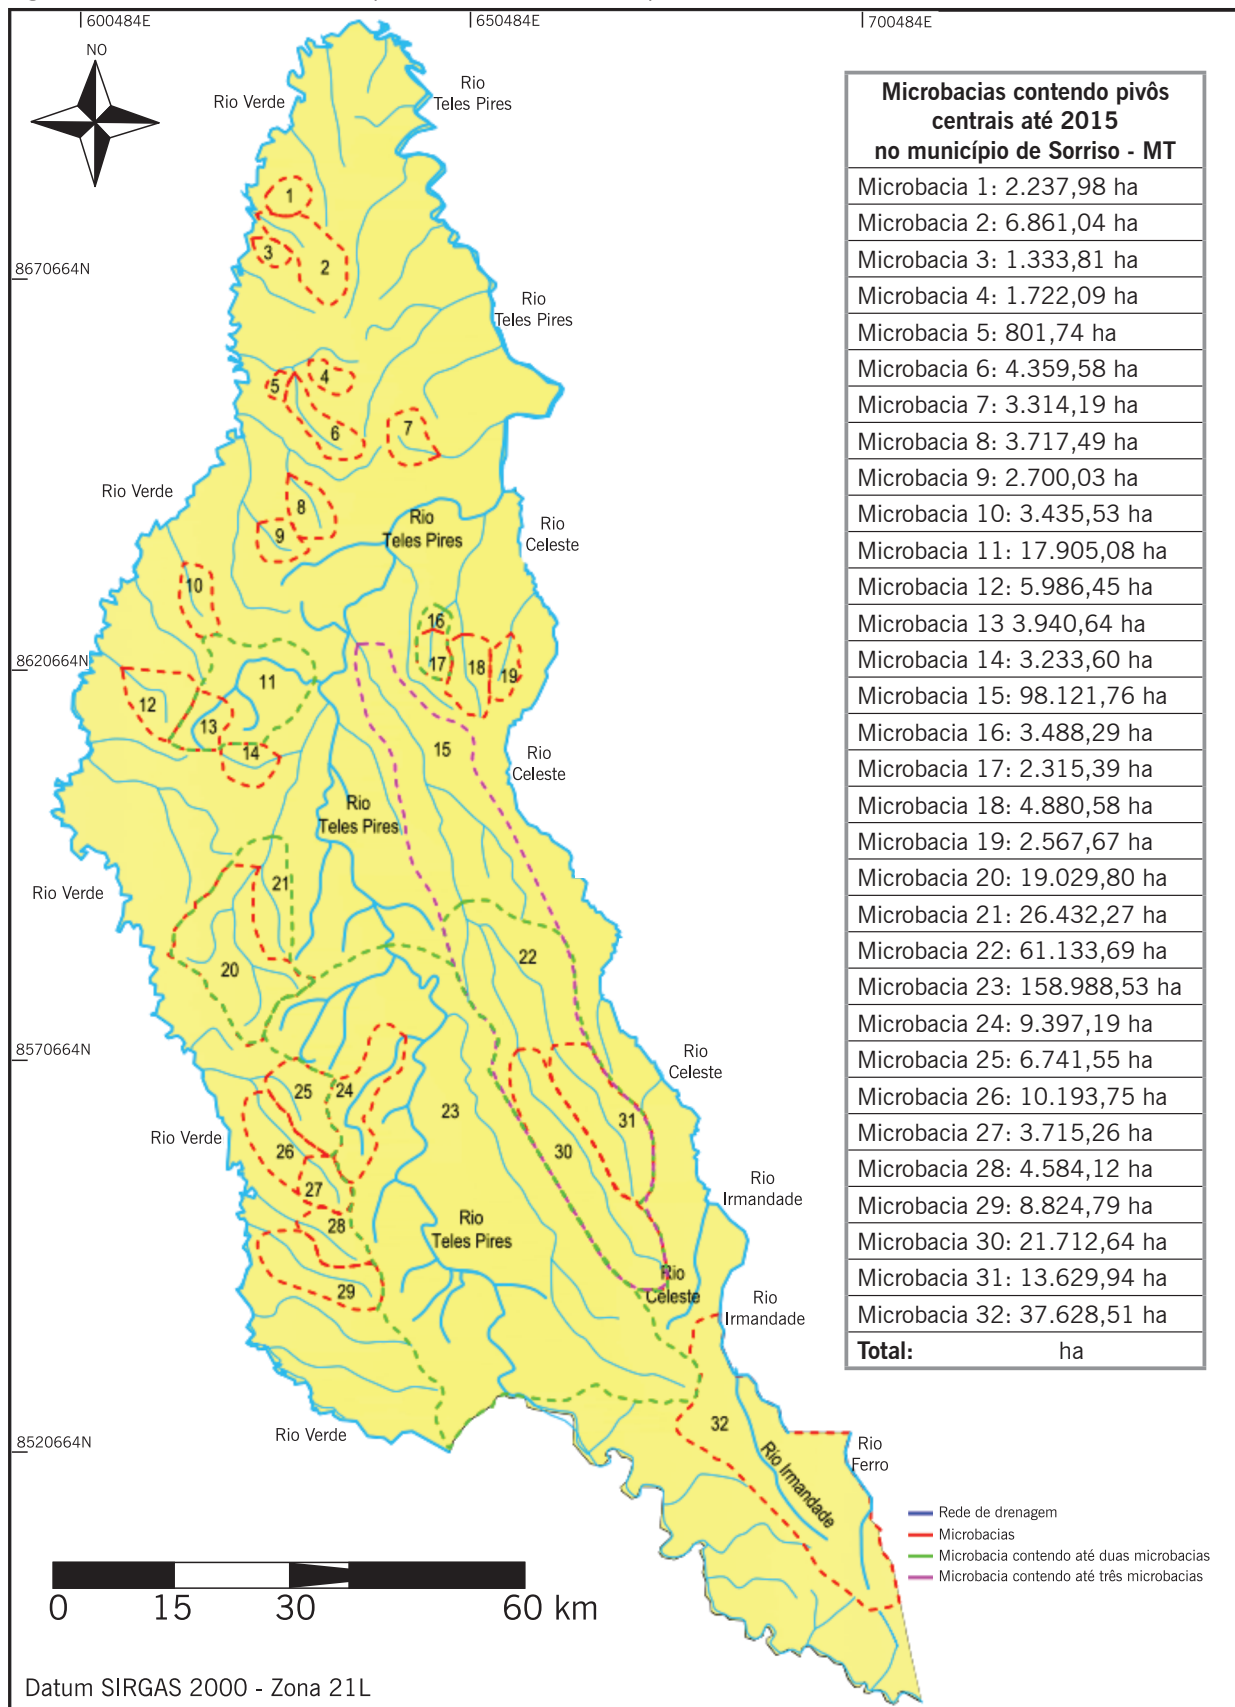 600484E
650484E
700484E
NO
Rio Verde
Rio
Teles Pires
1
3
2
8670664N
Rio
Teles Pires
5
4
6
7
Rio Verde
8
9
Rio
Teles Pires
Rio
Celeste
10
16
17
18
19
8620664N
11
12
13
14
15
Rio
Celeste
Rio
Teles Pires
Rio Verde
21
20
22
8570664N
Rio
Celeste
25
24
23
31
Rio Verde
26
30
27
28
Rio
Irmandade
Rio
Teles Pires
29
Rio
Celeste
Rio
Irmandade
32
Rio Verde
8520664N
Rio Irmandade
Rio
Ferro
Microbacias contendo pivôs
centrais até 2015
no município de Sorriso - MT
Microbacia 1: 2.237,98 ha
Microbacia 2: 6.861,04 ha
Microbacia 3: 1.333,81 ha
Microbacia 4: 1.722,09 ha
Microbacia 5: 801,74 ha
Microbacia 6: 4.359,58 ha
Microbacia 7: 3.314,19 ha
Microbacia 8: 3.717,49 ha
Microbacia 9: 2.700,03 ha
Microbacia 10: 3.435,53 ha
Microbacia 11: 17.905,08 ha
Microbacia 12: 5.986,45 ha
Microbacia 13 3.940,64 ha
Microbacia 14: 3.233,60 ha
Microbacia 15: 98.121,76 ha
Microbacia 16: 3.488,29 ha
Microbacia 17: 2.315,39 ha
Microbacia 18: 4.880,58 ha
Microbacia 19: 2.567,67 ha
Microbacia 20: 19.029,80 ha
Microbacia 21: 26.432,27 ha
Microbacia 22: 61.133,69 ha
Microbacia 23: 158.988,53 ha
Microbacia 24: 9.397,19 ha
Microbacia 25: 6.741,55 ha
Microbacia 26: 10.193,75 ha
Microbacia 27: 3.715,26 ha
Microbacia 28: 4.584,12 ha
Microbacia 29: 8.824,79 ha
Microbacia 30: 21.712,64 ha
Microbacia 31: 13.629,94 ha
Microbacia 32: 37.628,51 ha
Total: ha
Rede de drenagem
Microbacias
Microbacia contendo até duas microbacias
Microbacia contendo até três microbacias
0 15 30 60 km
Datum SIRGAS 2000 - Zona 21L